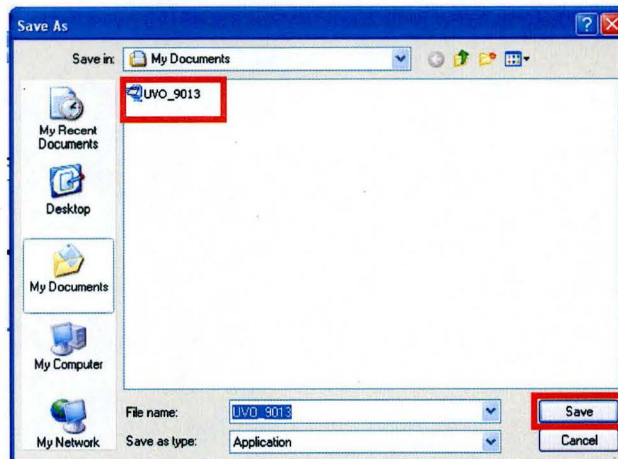 Save As
Save in:
My Documents
UVO_9013
My Recent
Documents
Desktop
My Documents
My Computer
My Network
File name:
UVO_9013
Save
Save as type:
Application
Cancel